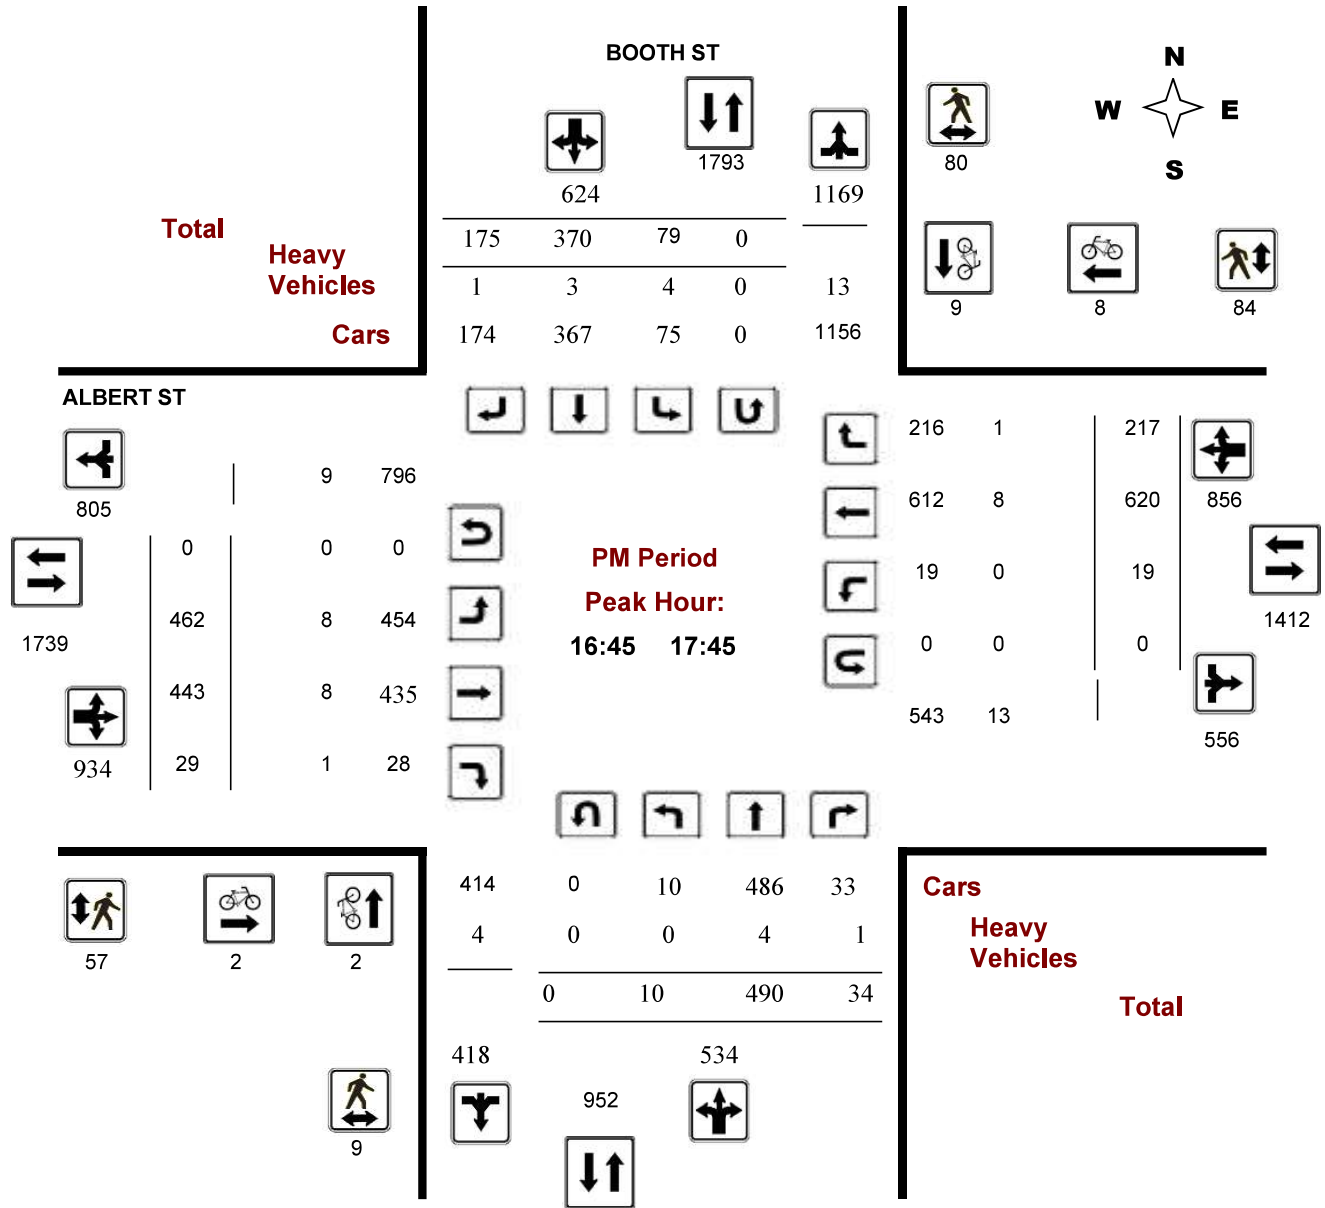 BOOTH ST
N
W E
S
1793
80
624
1169
Total
175 370 79 0
Heavy
Vehicles
1 3 4 0 13
9 8 84
Cars
174 367 75 0 1156
ALBERT ST
216 1 217
9 796
805
612 8 620
856
0 0 0
PM Period
19 0 19
Peak Hour:
462 8 454
1412
1739
16:45 17:45
0 0 0
443 8 435
543 13
556
934
29 1 28
414 0 10 486 33
Cars
4 0 0 4 1
Heavy
Vehicles
57 2 2
0 10 490 34
Total
418 534
952
9